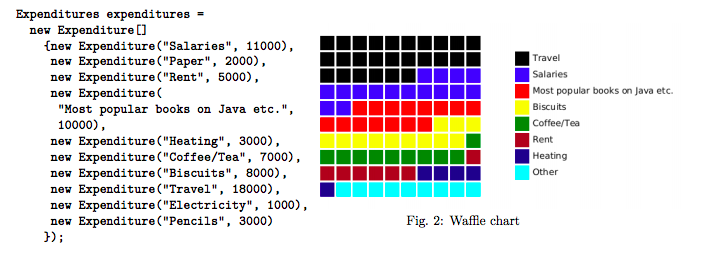 Expenditures expenditures =
new Expenditure[]
{new Expenditure("Salaries", 11000),
new Expenditure("Paper", 2000),
new Expenditure("Rent", 5000),
new Expenditure(
"Most popular books on Java etc.",
10000),
new Expenditure("Heating", 3000),
new Expenditure("Coffee/Tea", 7000),
new Expenditure("Biscuits", 8000),
new Expenditure("Travel", 18000),
new Expenditure("Electricity", 1000),
new Expenditure("Pencils", 3000)
});
Travel
Salaries
Most popular books on Java etc.
Biscuits
Coffee/Tea
Rent
Heating
Other
Fig. 2: Waffle chart